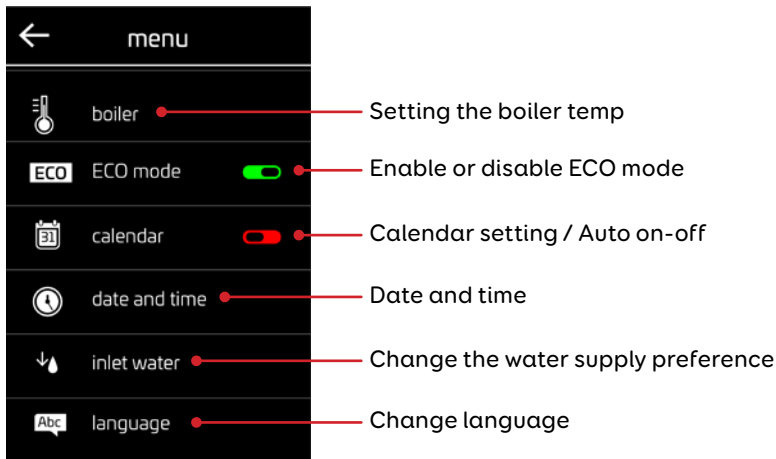 menu
boiler
Setting the boiler temp
ECO
ECO mode
Enable or disable ECO mode
31
calendar
Calendar setting / Auto on-off
date and time
Date and time
inlet water
Change the water supply preference
Abc
language
Change language